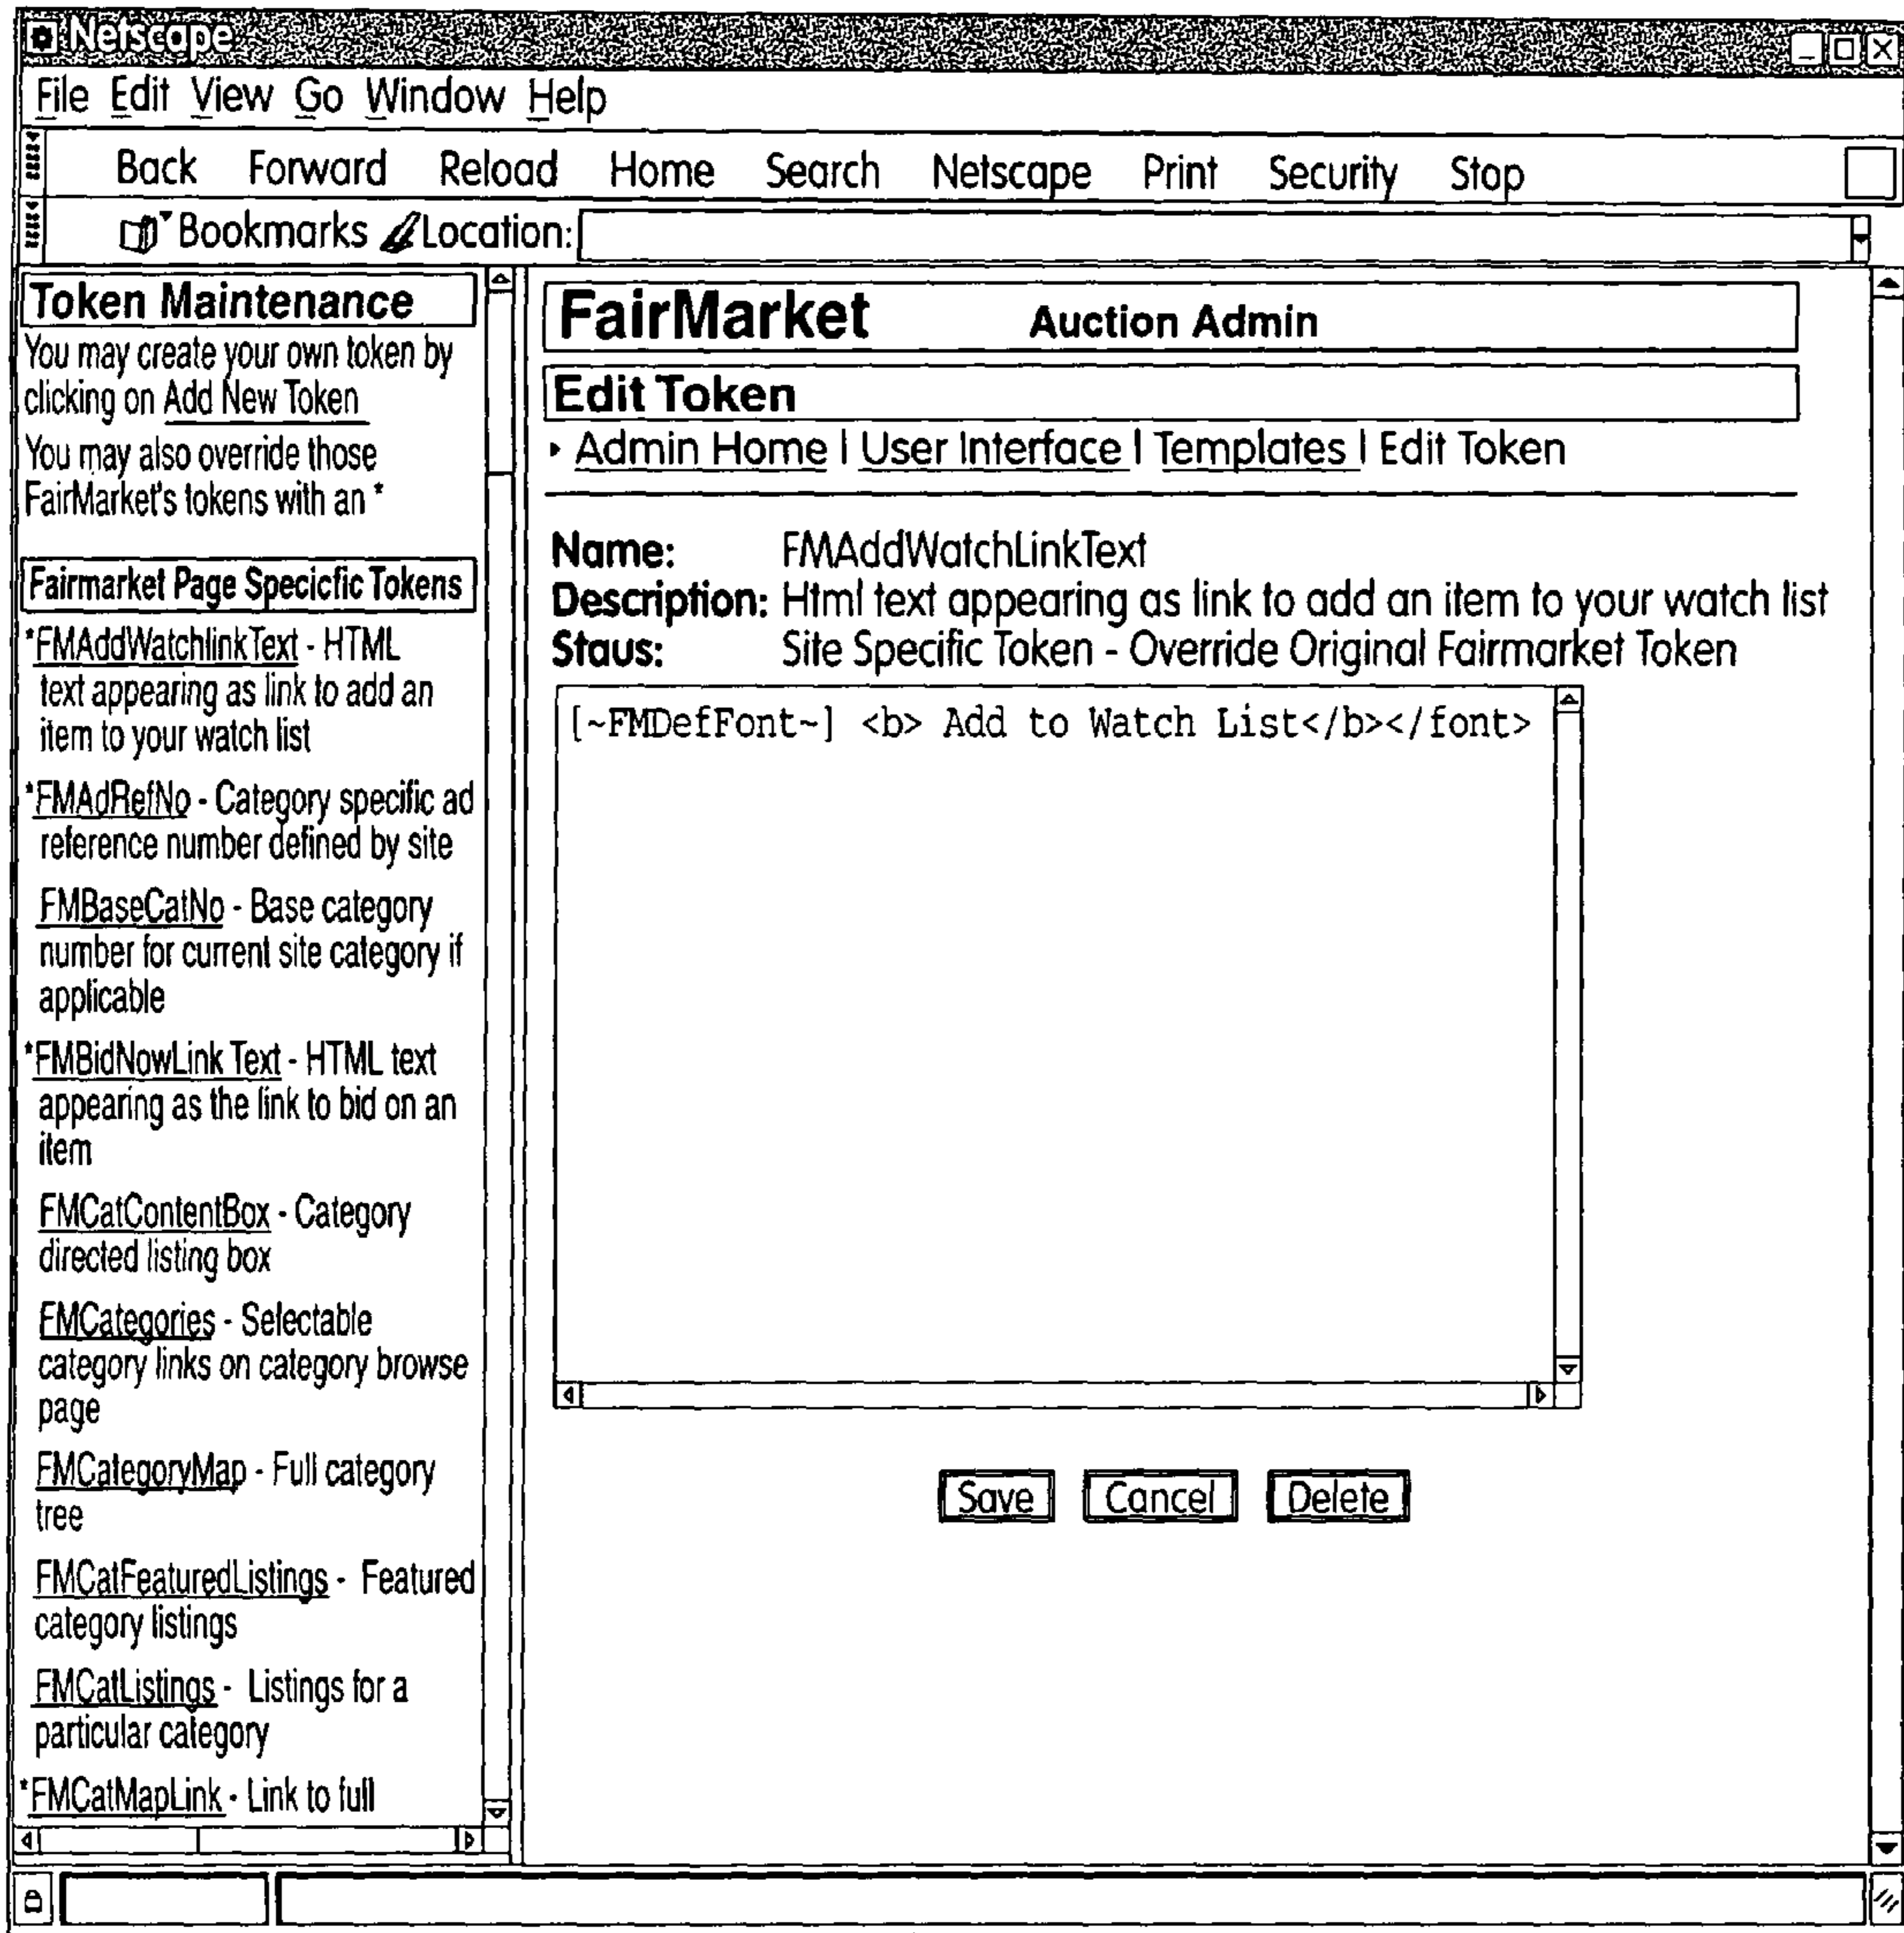 Netscape
File Edit View Go Window Help
Back Forward Reload Home Search Netscape Print Security Stop
Bookmarks Location:
Token Maintenance
You may create your own token by
clicking on Add New Token
You may also override those
FairMarket's tokens with an *
Fairmarket Page Specicfic Tokens
*FMAddWatchlinkText - HTML
text appearing as link to add an
item to your watch list
*FMAdRefNo - Category specific ad
reference number defined by site
FMBaseCatNo - Base category
number for current site category if
applicable
*FMBidNowLink Text - HTML text
appearing as the link to bid on an
item
FMCatContentBox - Category
directed listing box
FMCategories - Selectable
category links on category browse
page
FMCategoryMap - Full category
tree
FMCatFeaturedListings - Featured
category listings
FMCatListings - Listings for a
particular category
*FMCatMapLink - Link to full
FairMarket Auction Admin
Edit Token
Admin Home | User Interface | Templates | Edit Token
Name: FMAddWatchLinkText
Description: Html text appearing as link to add an item to your watch list
Staus: Site Specific Token - Override Original Fairmarket Token
[~FMDefFont~] <b> Add to Watch List</b></font>
Save Cancel Delete